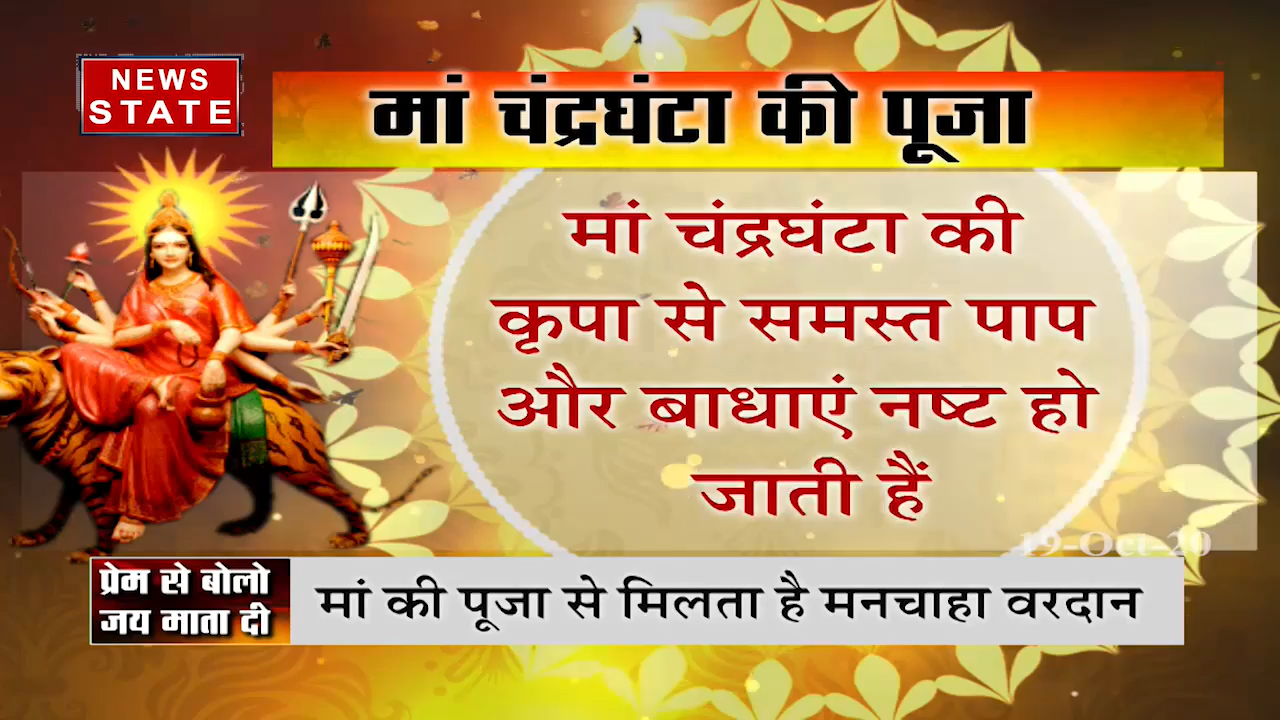 NEWS
STATE
मां चंद्रघंटा की पूजा
मां चंद्रघंटा की
कृपा से समस्त पाप
और बाधाएं नष्ट हो
जाती हैं
19-Oct-20
प्रेम से बोलो
जय माता दी
मां की पूजा से मिलता है मनचाहा वरदान